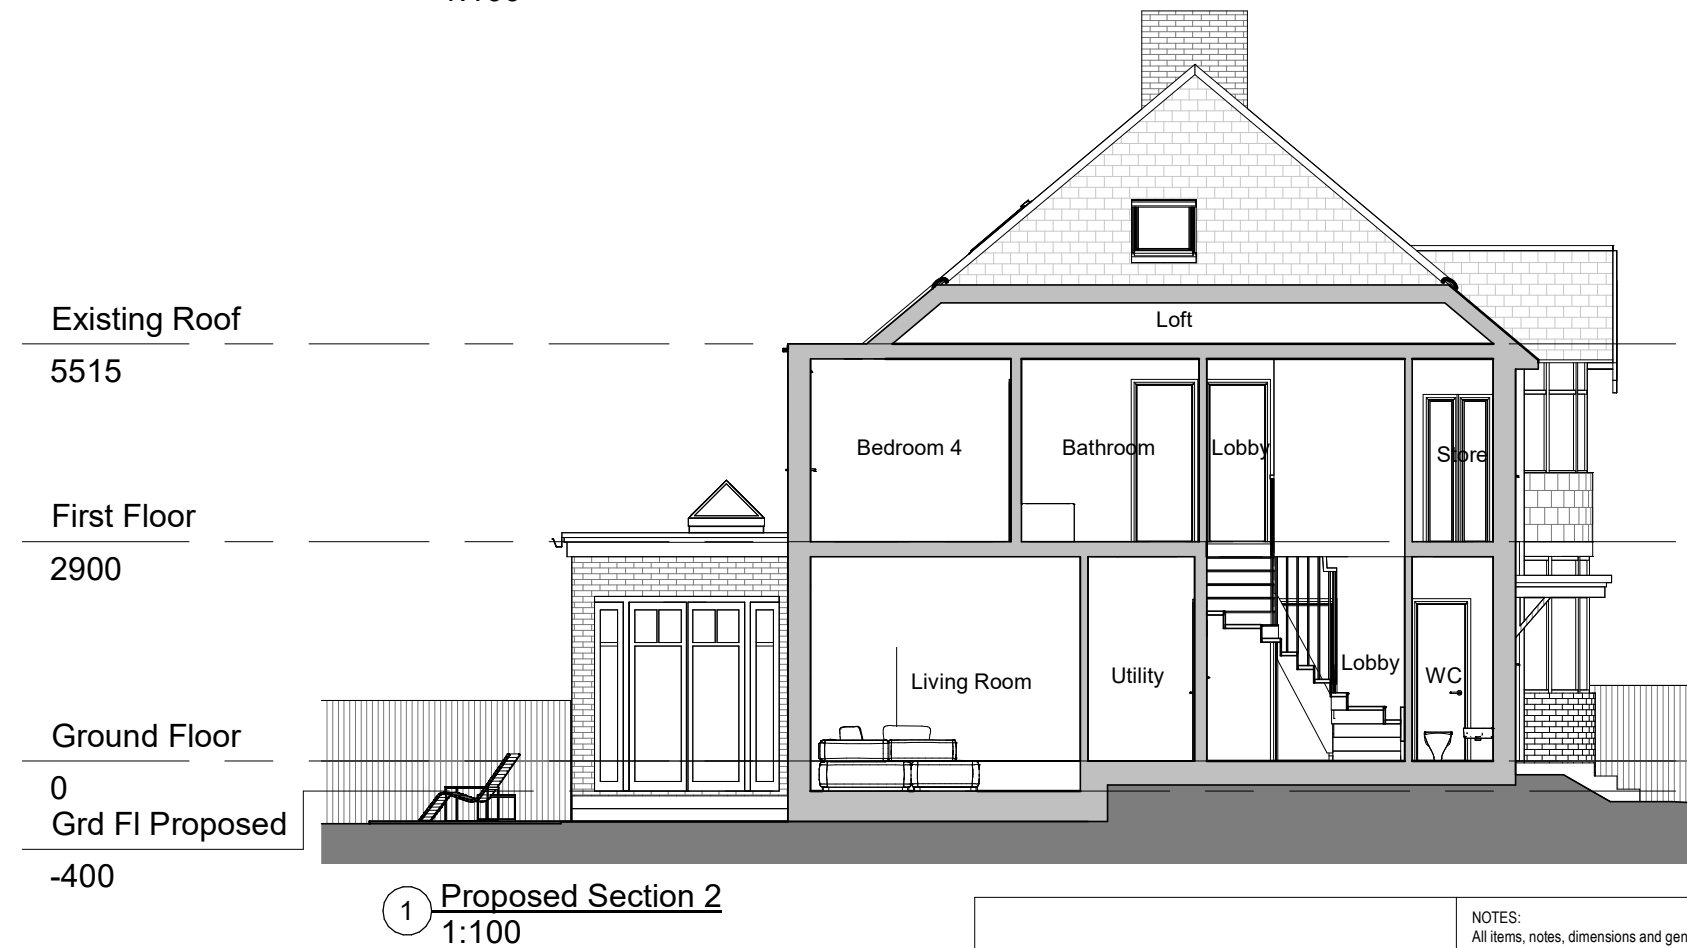 Existing Roof
5515
Loft
Bedroom 4
Bathroom
Lobby
Store
First Floor
2900
Living Room
Utility
Lobby
WC
Ground Floor
0
Grd Fl Proposed
-400
1 Proposed Section 2
1:100
NOTES:
All items, notes, dimensions and gen